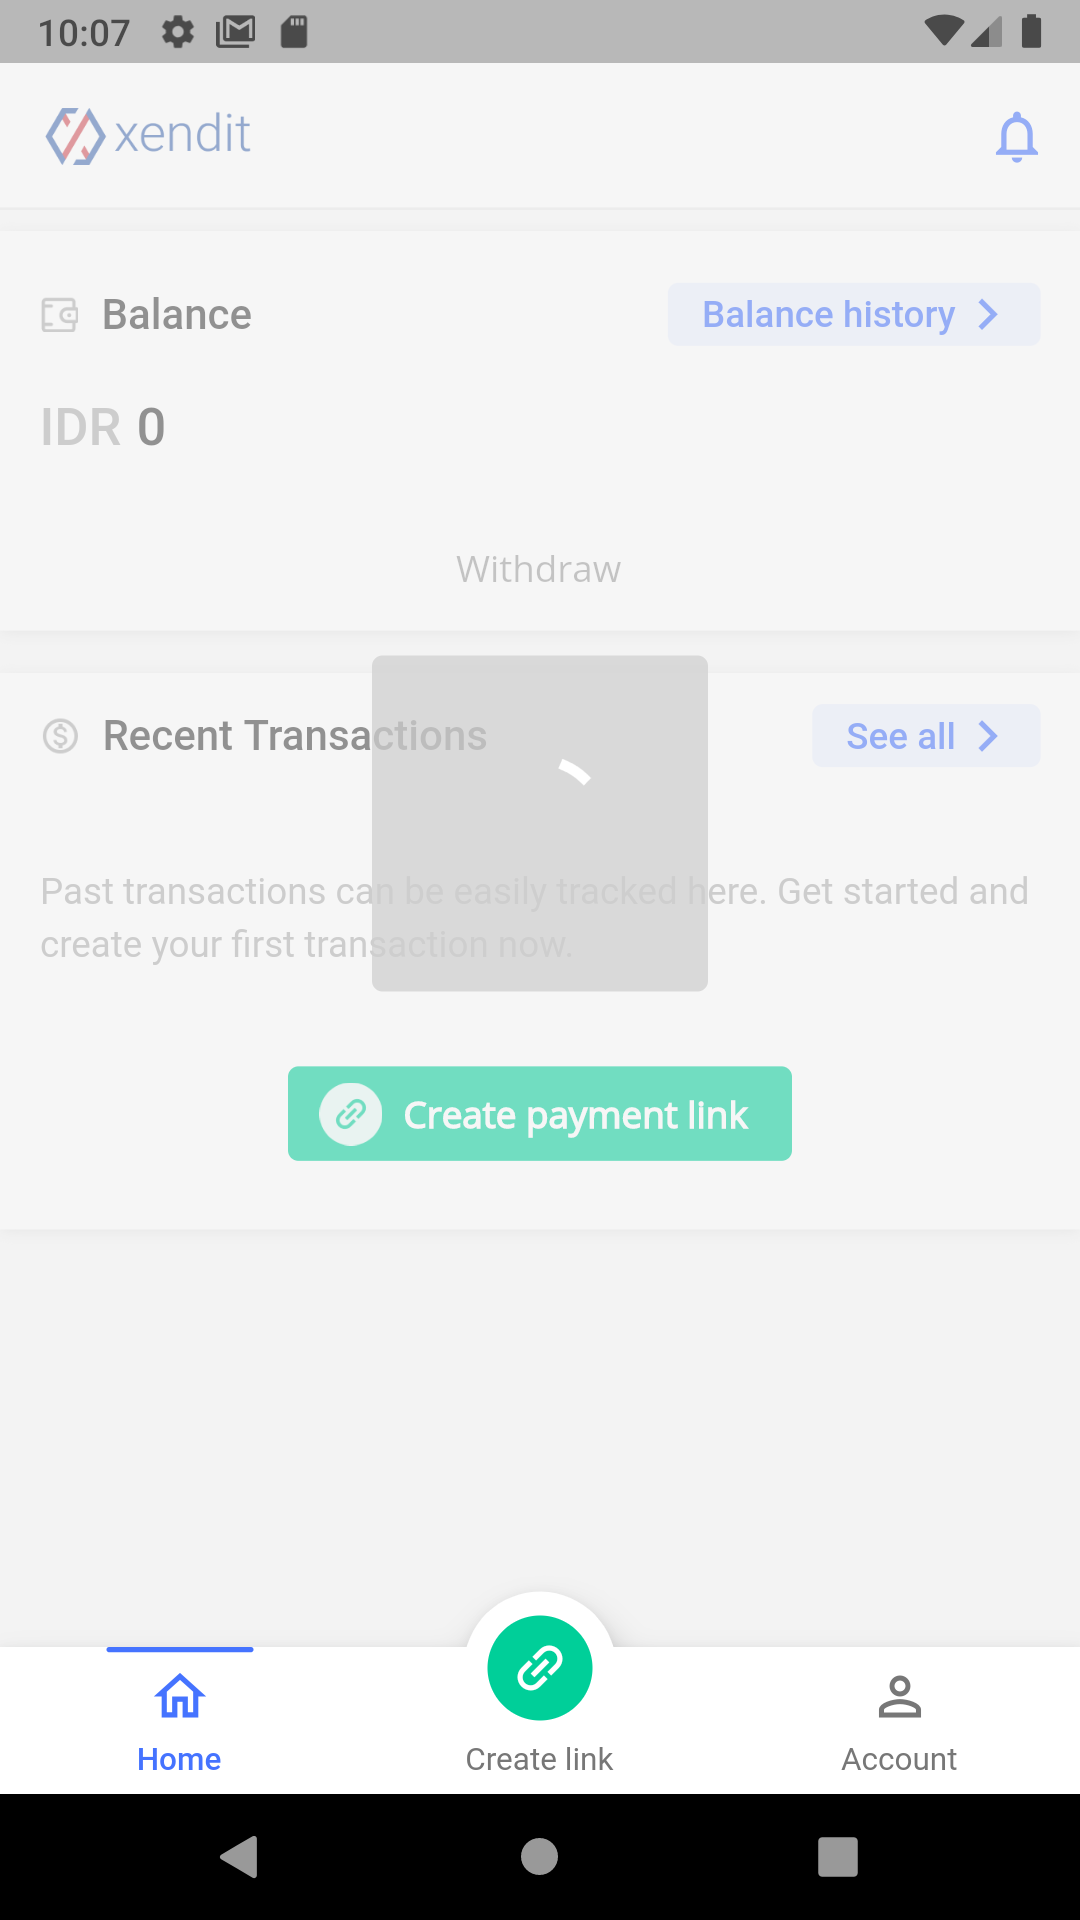 10:07
xendit
Balance
Balance history
IDR 0
Withdraw
Recent Transactions
See all
Past transactions can be easily tracked here. Get started and
create your first transaction now.
Create payment link
Home
Create link
Account